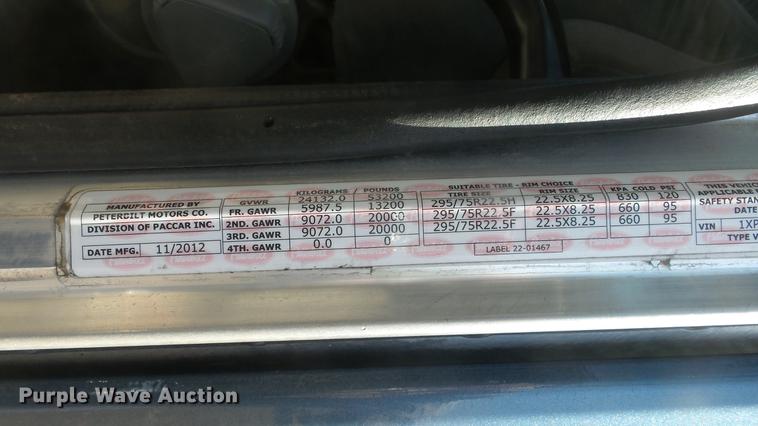 MANUFACTURED BY
PETERBILT MOTORS CO.
DIVISION OF PACCAR INC.
DATE MFG. 11/2012
KILOGRAMS / POUNDS
GVWR 24132.0 53200
FR. GAWR 5987.5 13200
2ND. GAWR 9072.0 20000
3RD. GAWR 9072.0 20000
4TH. GAWR 0.0 0
SUITABLE TIRE - RIM CHOICE
TIRE SIZE RIM SIZE KPA COLD PSI
295/75R22.5H 22.5X8.25 830 120
295/75R22.5F 22.5X8.25 660 95
295/75R22.5F 22.5X8.25 660 95
LABEL 22-01467
THIS VEHIC
APPLICABLE
SAFETY STAN
DATE
VIN 1XP
TYPE V
Purple Wave Auction